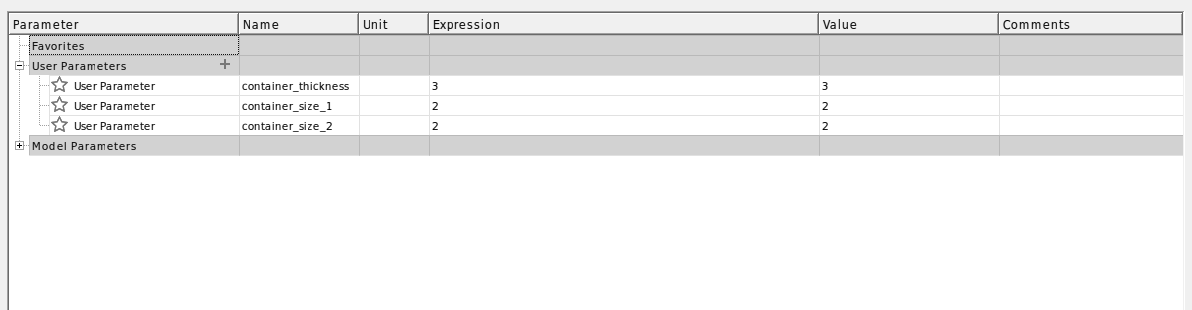 Parameter Name Unit Expression Value Comments
Favorites
User Parameters +
User Parameter container_thickness 3 3
User Parameter container_size_1 2 2
User Parameter container_size_2 2 2
Model Parameters